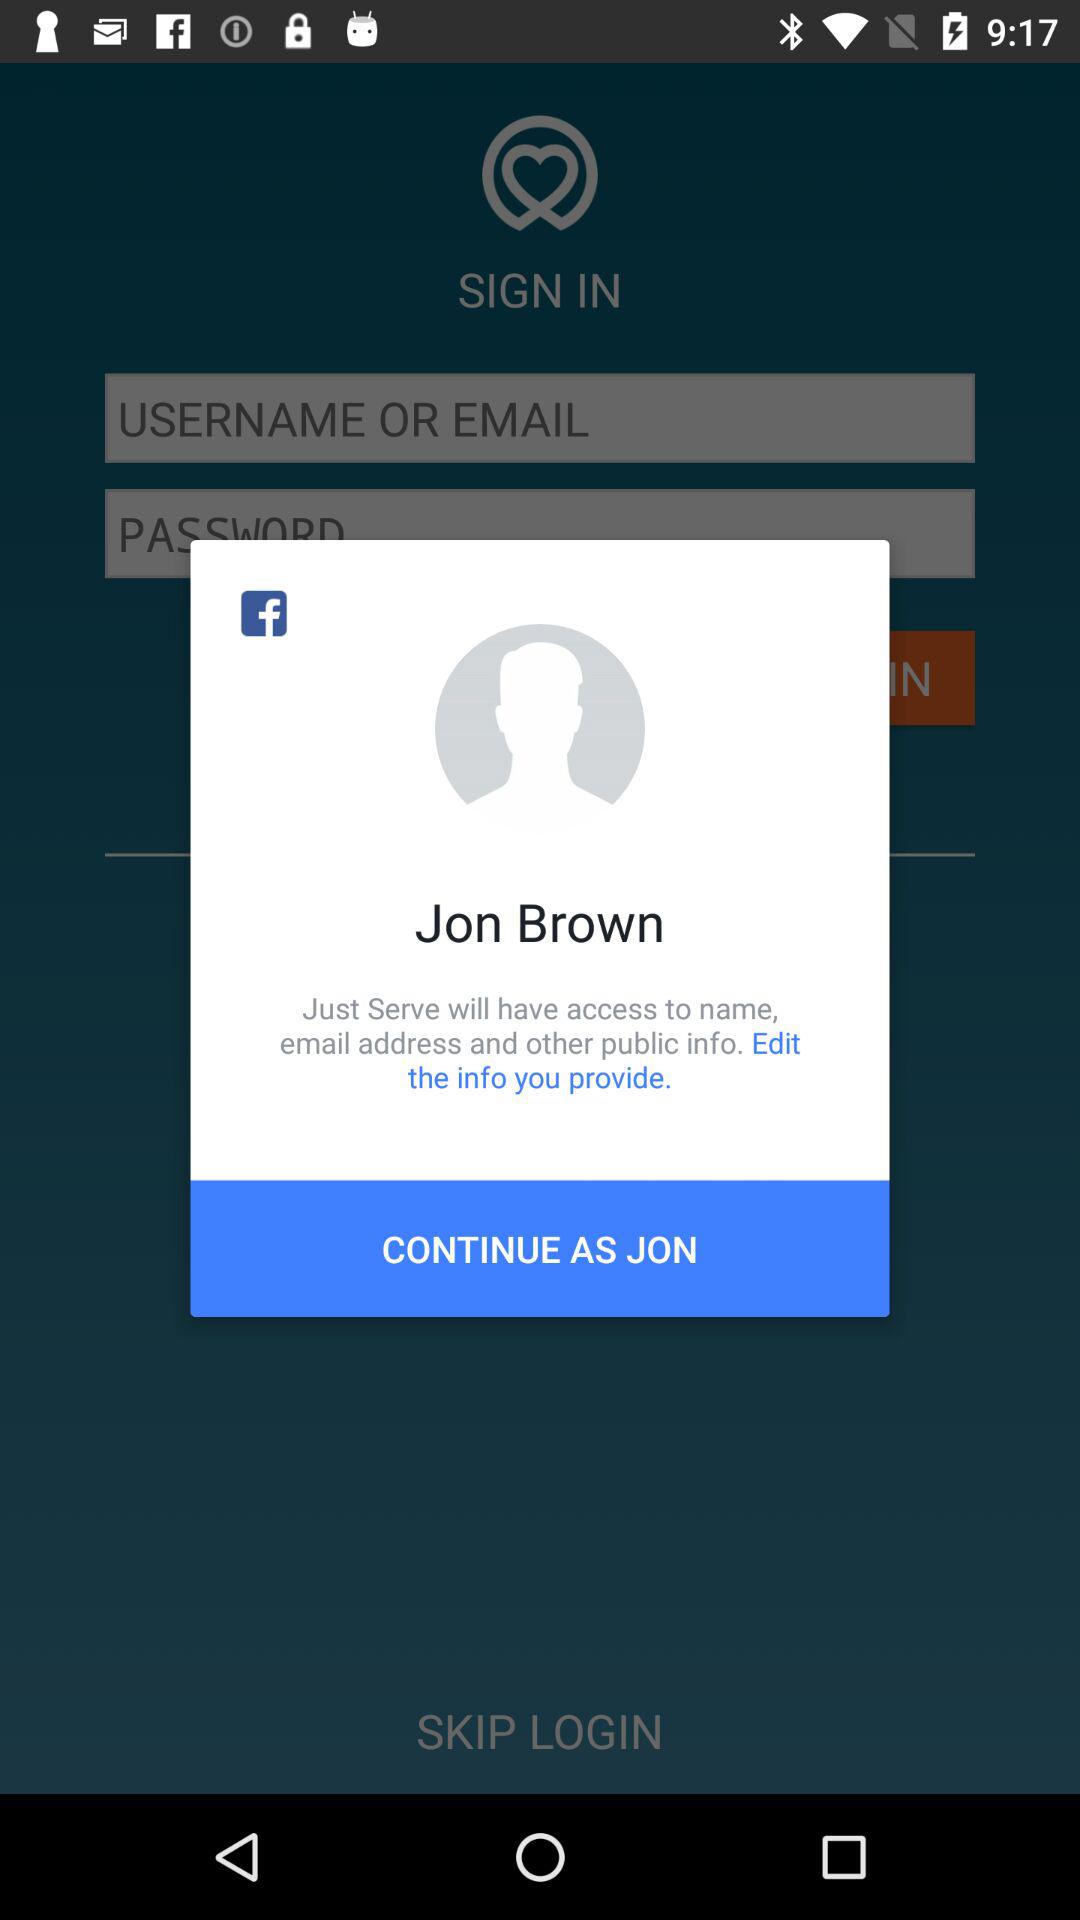 9:17
SIGN IN
USERNAME OR EMAIL
PASSWORD
IN
Jon Brown
Just Serve will have access to name,
email address and other public info. Edit
the info you provide.
CONTINUE AS JON
SKIP LOGIN